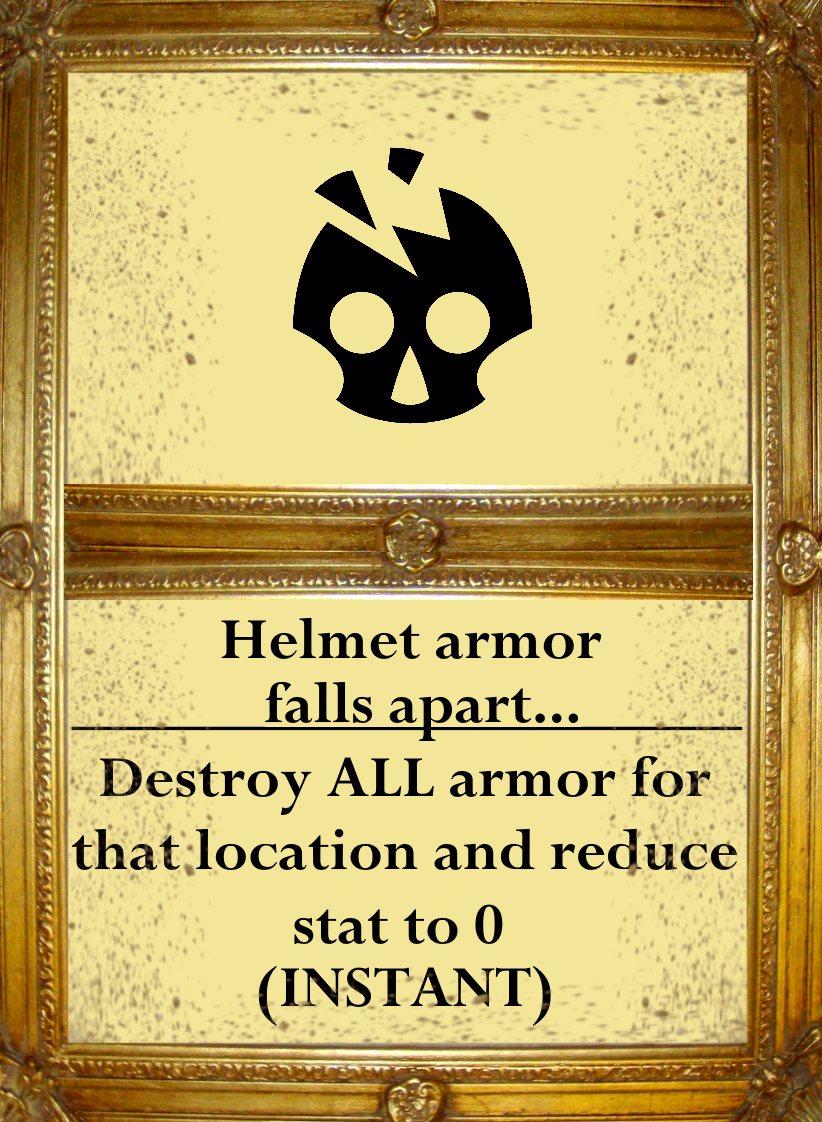 Helmet armor
falls apart...
Destroy ALL armor for
that location and reduce
stat to 0
(INSTANT)